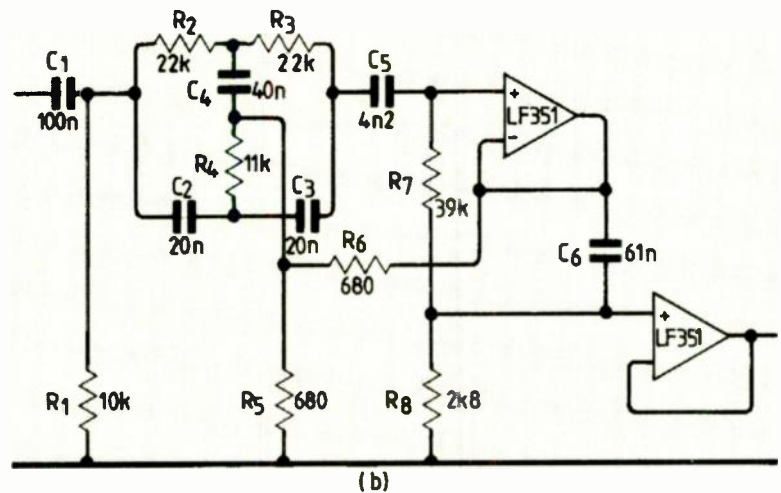 R2 R3
C1 22k 22k C5
C4 40n
100n 4n2
LF351
+
−
R4 11k
R7
C2 C3
39k
20n 20n
R6
C6 61n
680
+
LF351
−
R1 10k R5 680 R8 2k8
(b)